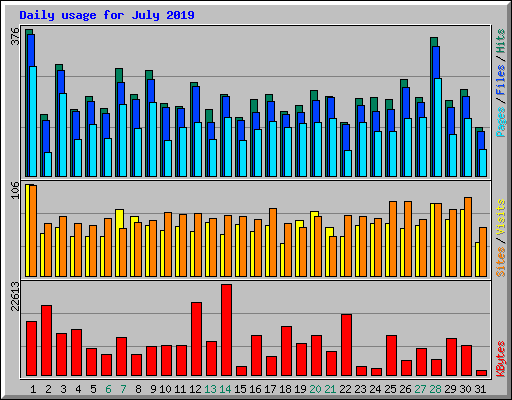 Daily usage for July 2019
376
Pages / Files / Hits
106
Sites / Visits
22613
KBytes
1 2 3 4 5 6 7 8 9 10 11 12 13 14 15 16 17 18 19 20 21 22 23 24 25 26 27 28 29 30 31